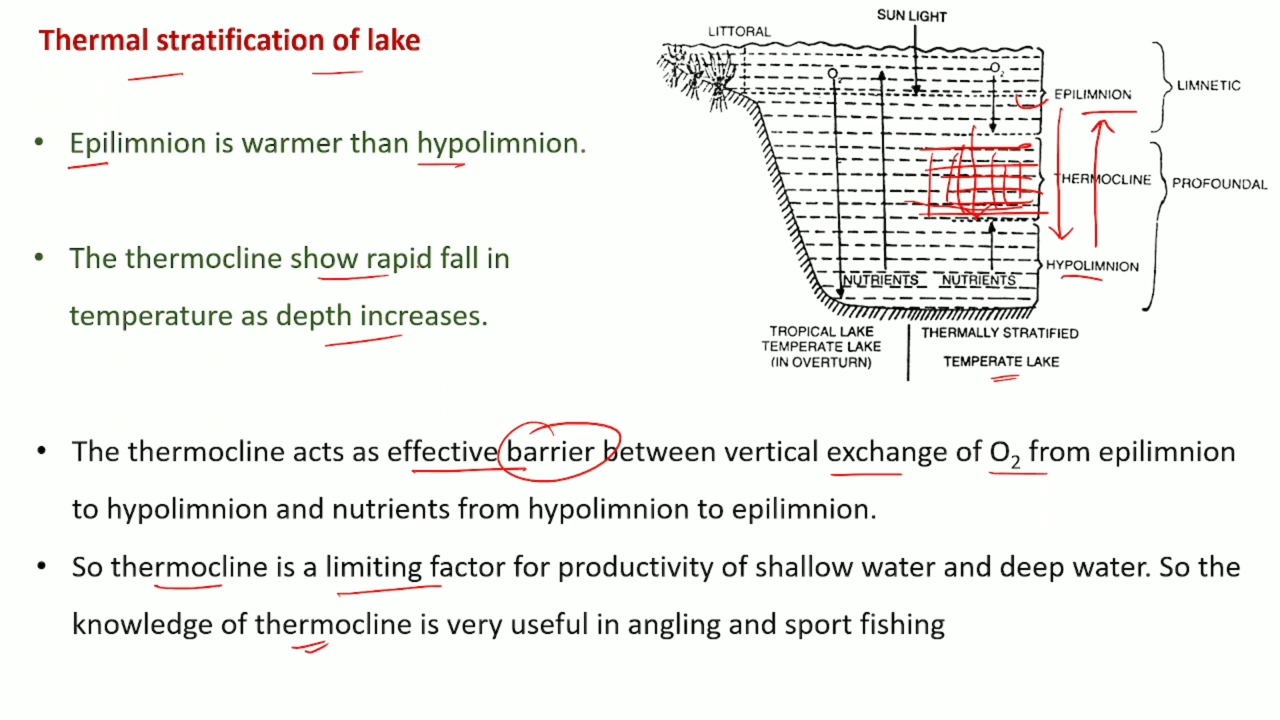 Thermal stratification of lake
• Epilimnion is warmer than hypolimnion.
• The thermocline show rapid fall in
temperature as depth increases.
SUN LIGHT
LITTORAL
O2
O2
EPILIMNION
LIMNETIC
THERMOCLINE
PROFOUNDAL
HYPOLIMNION
NUTRIENTS
NUTRIENTS
TROPICAL LAKE
TEMPERATE LAKE
(IN OVERTURN)
THERMALLY STRATIFIED
TEMPERATE LAKE
• The thermocline acts as effective barrier between vertical exchange of O2 from epilimnion
to hypolimnion and nutrients from hypolimnion to epilimnion.
• So thermocline is a limiting factor for productivity of shallow water and deep water. So the
knowledge of thermocline is very useful in angling and sport fishing